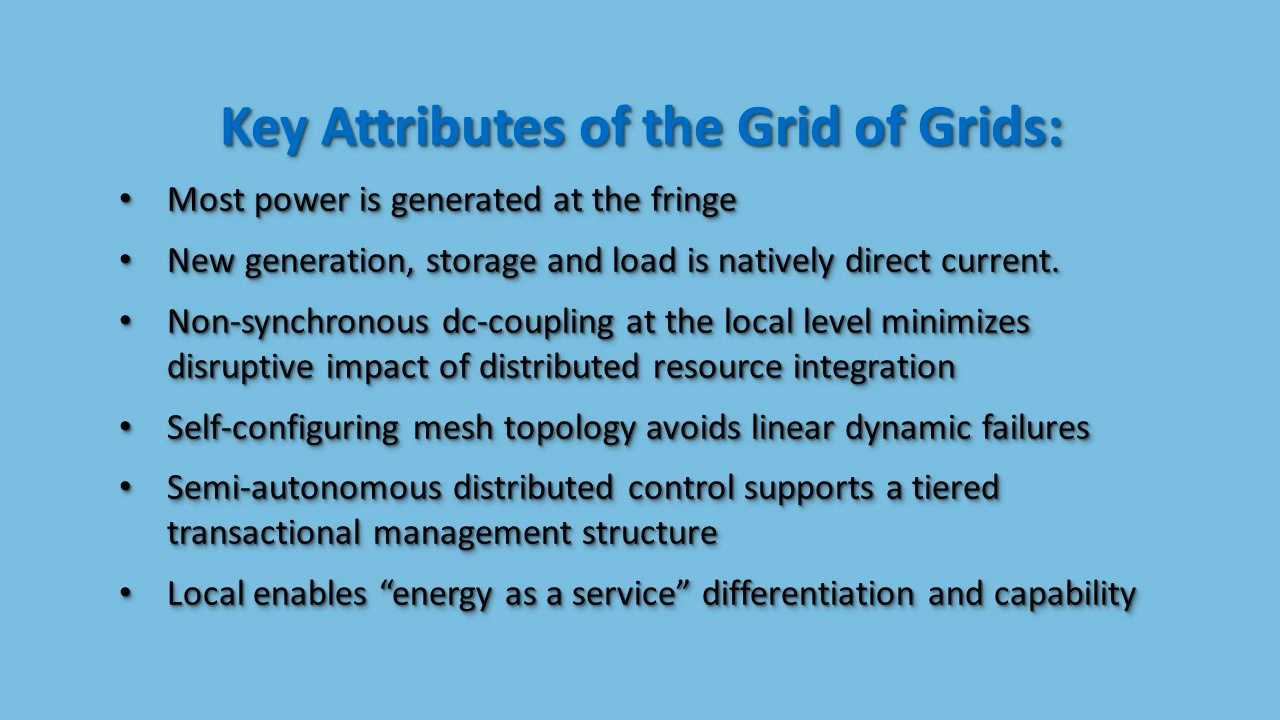 Key Attributes of the Grid of Grids:
• Most power is generated at the fringe
• New generation, storage and load is natively direct current.
• Non-synchronous dc-coupling at the local level minimizes
disruptive impact of distributed resource integration
• Self-configuring mesh topology avoids linear dynamic failures
• Semi-autonomous distributed control supports a tiered
transactional management structure
• Local enables “energy as a service” differentiation and capability